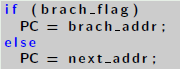 if (brach_flag)
PC = brach_addr;
else
PC = next_addr;